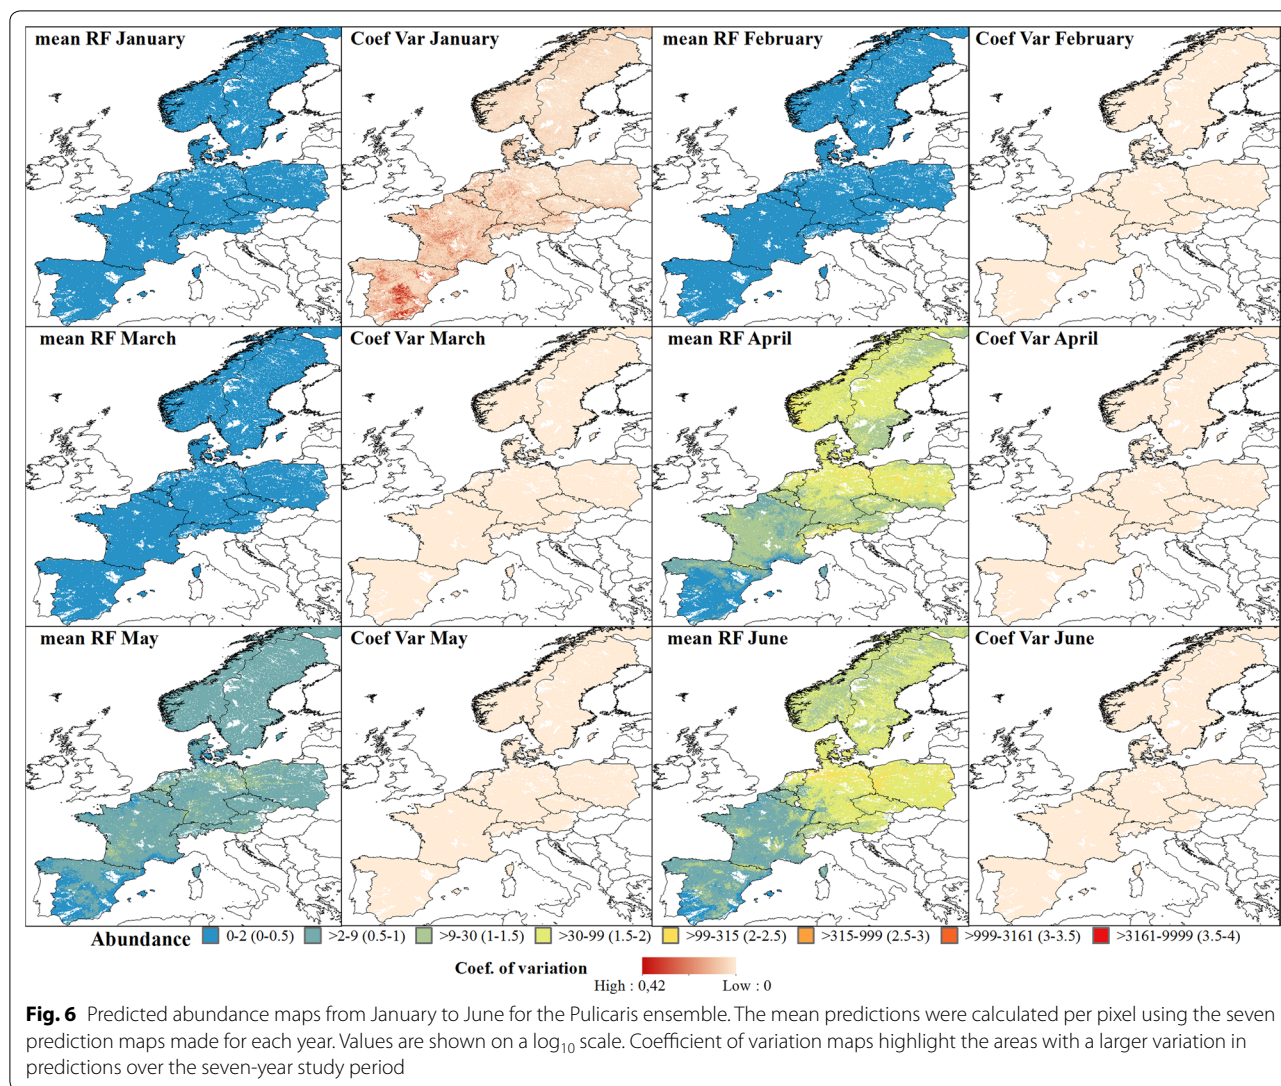 mean RF January
Coef Var January
mean RF February
Coef Var February
mean RF March
Coef Var March
mean RF April
Coef Var April
mean RF May
Coef Var May
mean RF June
Coef Var June
Abundance 0-2 (0-0.5) >2-9 (0.5-1) >9-30 (1-1.5) >30-99 (1.5-2) >99-315 (2-2.5) >315-999 (2.5-3) >999-3161 (3-3.5) >3161-9999 (3.5-4)
Coef. of variation
High : 0,42 Low : 0
Fig. 6 Predicted abundance maps from January to June for the Pulicaris ensemble. The mean predictions were calculated per pixel using the seven
prediction maps made for each year. Values are shown on a log10 scale. Coefficient of variation maps highlight the areas with a larger variation in
predictions over the seven-year study period